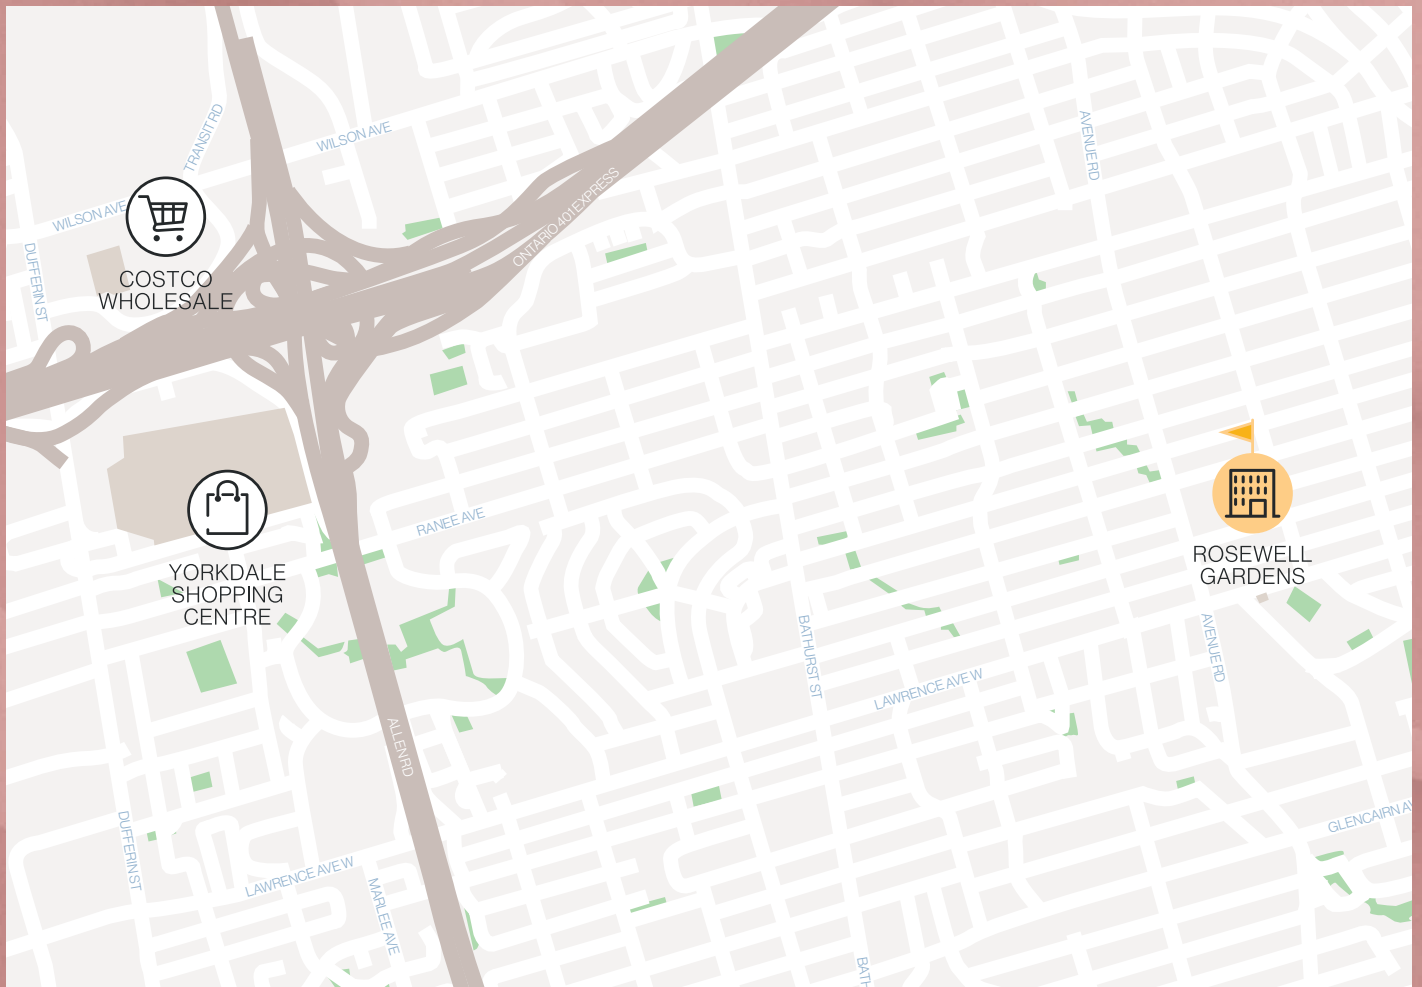 TRANSIT RD
WILSON AVE
AVENUE RD
WILSON AVE
ONTARIO 401 EXPRESS
DUFFERIN ST
COSTCO
WHOLESALE
RANEE AVE
ROSEWELL
GARDENS
YORKDALE
SHOPPING
CENTRE
BATHURST ST
AVENUE RD
LAWRENCE AVE W
ALLEN RD
GLENCAIRN AV
DUFFERIN ST
LAWRENCE AVE W
MARLEE AVE
BATH